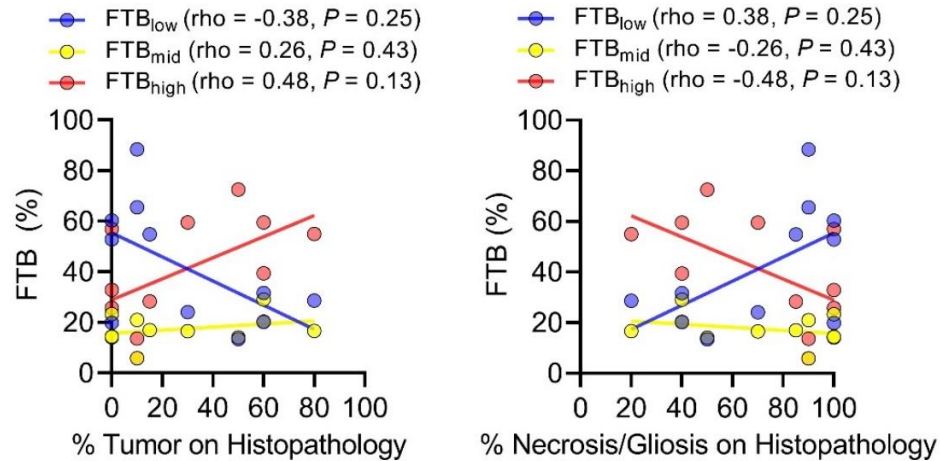 FTBlow (rho = -0.38, P = 0.25)
FTBmid (rho = 0.26, P = 0.43)
FTBhigh (rho = 0.48, P = 0.13)
100
80
60
40
20
0
FTB (%)
0 20 40 60 80 100
% Tumor on Histopathology
FTBlow (rho = 0.38, P = 0.25)
FTBmid (rho = -0.26, P = 0.43)
FTBhigh (rho = -0.48, P = 0.13)
100
80
60
40
20
0
FTB (%)
0 20 40 60 80 100
% Necrosis/Gliosis on Histopathology